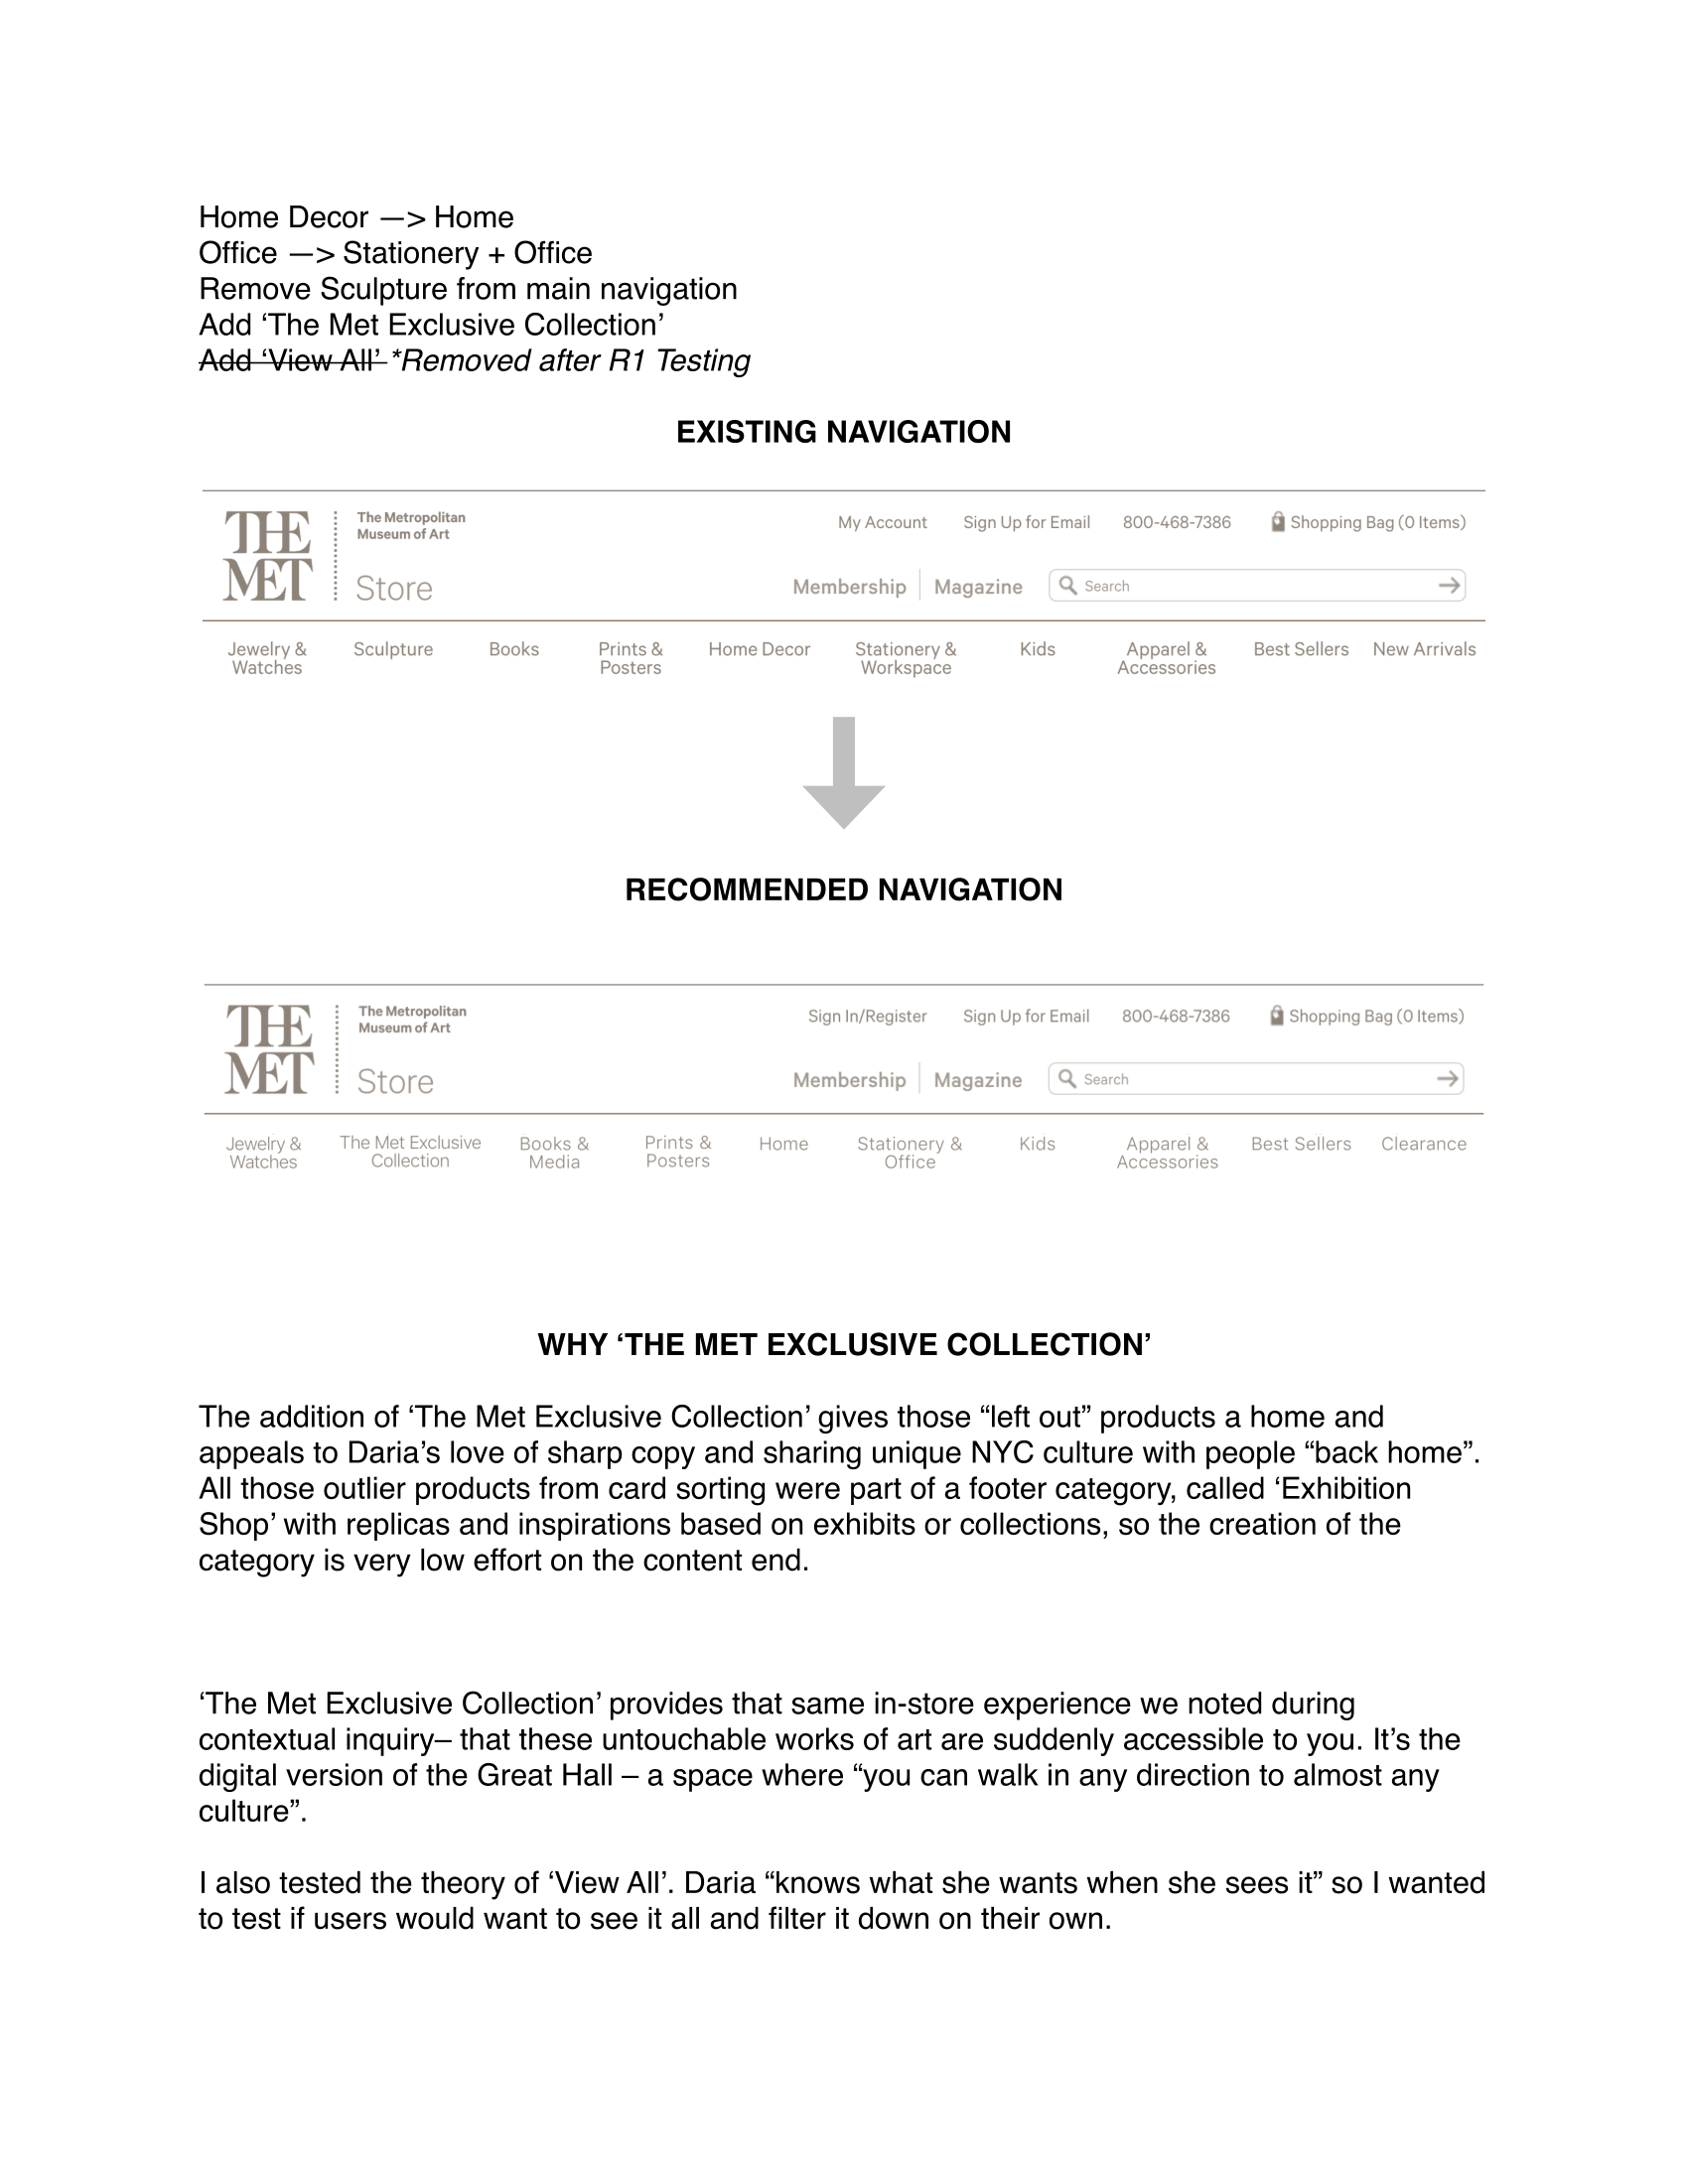 Home Decor —> Home
Office —> Stationery + Office
Remove Sculpture from main navigation
Add ‘The Met Exclusive Collection’
Add ‘View All’ *Removed after R1 Testing
EXISTING NAVIGATION
THE MET
The Metropolitan Museum of Art
Store
My Account Sign Up for Email 800-468-7386 Shopping Bag (0 Items)
Membership Magazine Search
Jewelry & Watches Sculpture Books Prints & Posters Home Decor Stationery & Workspace Kids Apparel & Accessories Best Sellers New Arrivals
RECOMMENDED NAVIGATION
THE MET
The Metropolitan Museum of Art
Store
Sign In/Register Sign Up for Email 800-468-7386 Shopping Bag (0 Items)
Membership Magazine Search
Jewelry & Watches The Met Exclusive Collection Books & Media Prints & Posters Home Stationery & Office Kids Apparel & Accessories Best Sellers Clearance
WHY ‘THE MET EXCLUSIVE COLLECTION’
The addition of ‘The Met Exclusive Collection’ gives those “left out” products a home and
appeals to Daria’s love of sharp copy and sharing unique NYC culture with people “back home”.
All those outlier products from card sorting were part of a footer category, called ‘Exhibition
Shop’ with replicas and inspirations based on exhibits or collections, so the creation of the
category is very low effort on the content end.
‘The Met Exclusive Collection’ provides that same in-store experience we noted during
contextual inquiry– that these untouchable works of art are suddenly accessible to you. It’s the
digital version of the Great Hall – a space where “you can walk in any direction to almost any
culture”.
I also tested the theory of ‘View All’. Daria “knows what she wants when she sees it” so I wanted
to test if users would want to see it all and filter it down on their own.